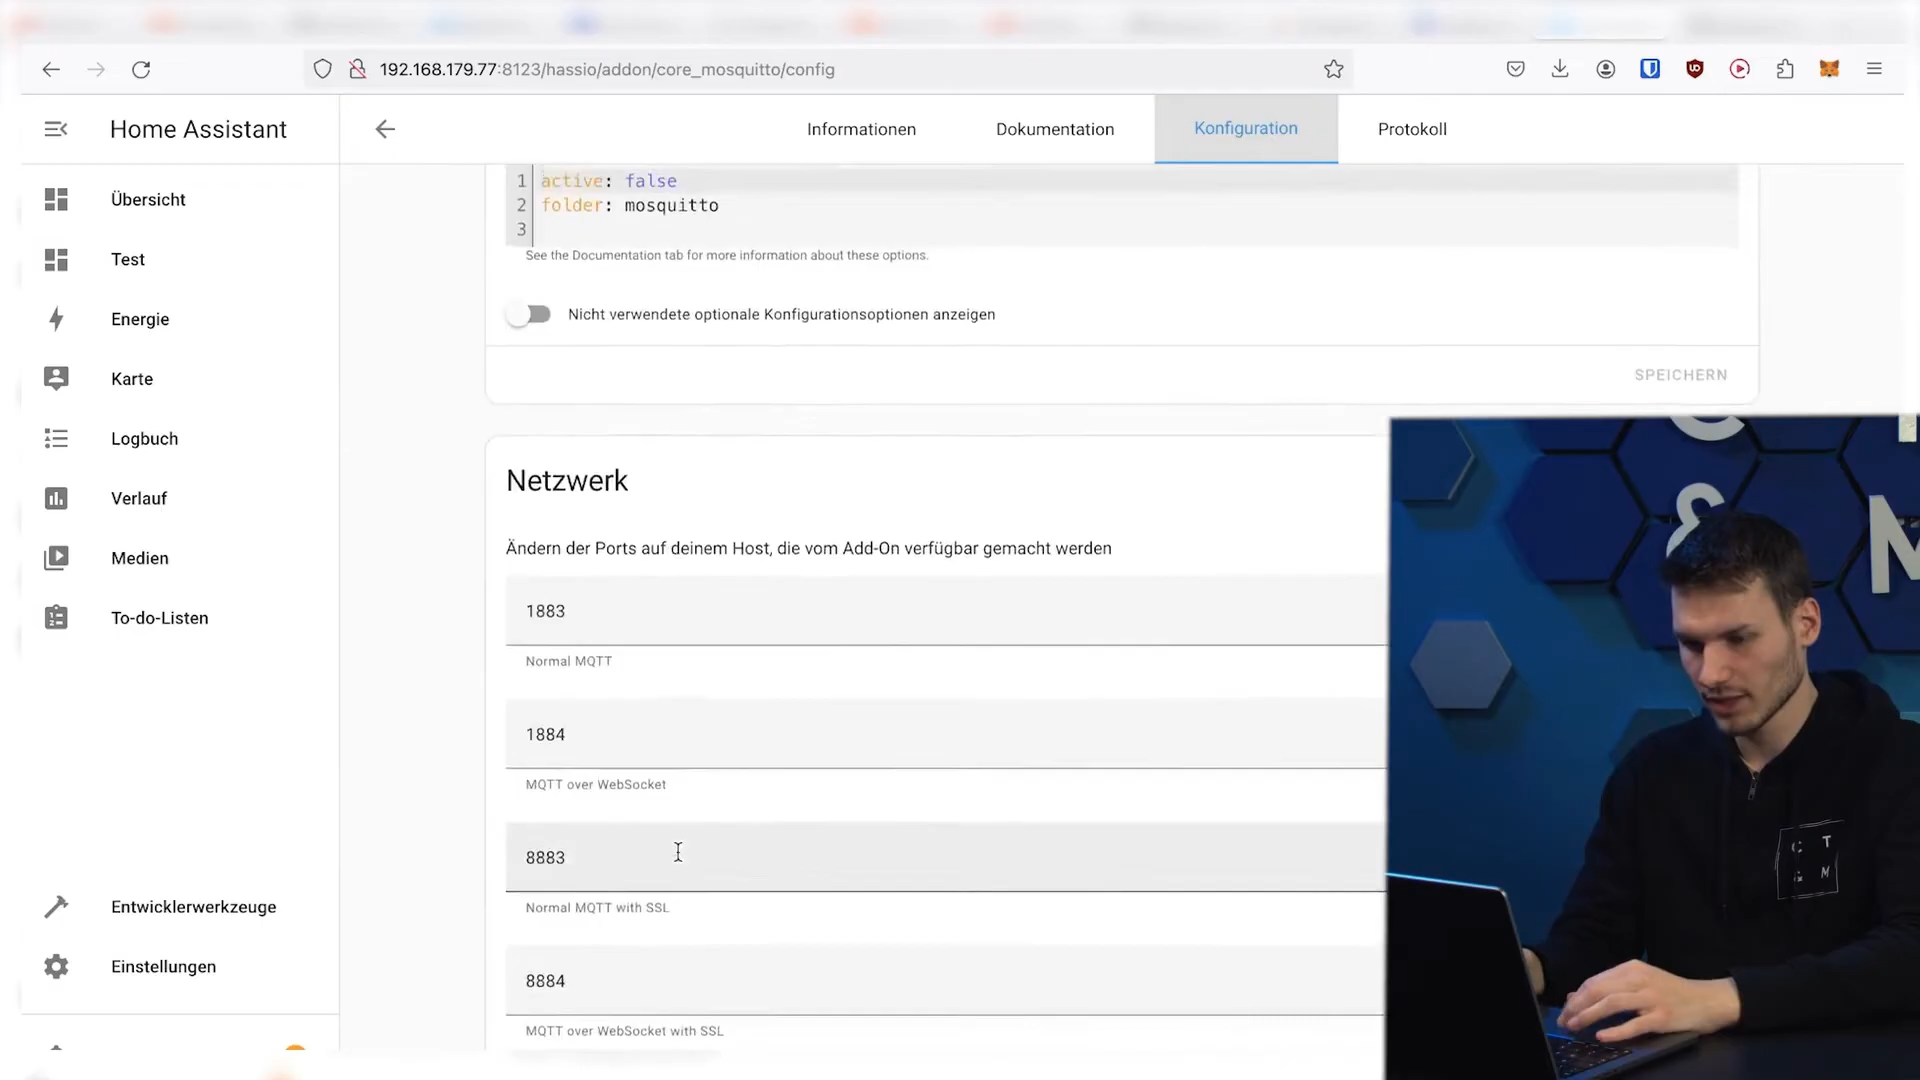 192.168.179.77:8123/hassio/addon/core_mosquitto/config
Home Assistant
Informationen
Dokumentation
Konfiguration
Protokoll
Übersicht
Test
Energie
Karte
Logbuch
Verlauf
Medien
To-do-Listen
Entwicklerwerkzeuge
Einstellungen
1 active: false
2 folder: mosquitto
3
See the Documentation tab for more information about these options.
Nicht verwendete optionale Konfigurationsoptionen anzeigen
SPEICHERN
Netzwerk
Ändern der Ports auf deinem Host, die vom Add-On verfügbar gemacht werden
1883
Normal MQTT
1884
MQTT over WebSocket
8883
Normal MQTT with SSL
8884
MQTT over WebSocket with SSL
&
M
C T
& M